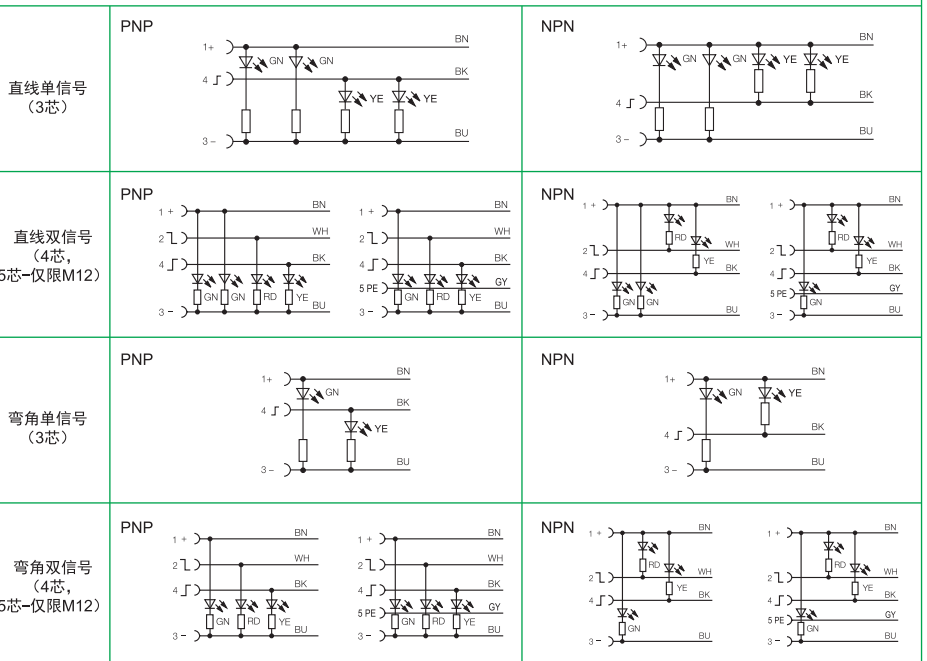 PNP
1+
GN
GN
BN
4
YE
YE
BK
3 -
BU
NPN
1+
GN
GN
YE
YE
BN
4
BK
3 -
BU
直线单信号
（3芯）
PNP
1 +
BN
2
WH
4
BK
GN
GN
RD
YE
3 -
BU
1 +
BN
2
WH
4
BK
5 PE
GY
GN
RD
YE
3 -
BU
NPN
1 +
BN
RD
2
WH
YE
4
BK
GN
GN
3 -
BU
1 +
BN
RD
2
WH
YE
4
BK
5 PE
GY
GN
3 -
BU
直线双信号
（4芯，
5芯-仅限M12）
PNP
1+
BN
GN
4
BK
YE
3 -
BU
NPN
1+
BN
GN
YE
4
BK
3 -
BU
弯角单信号
（3芯）
PNP
1 +
BN
2
WH
4
BK
GN
RD
YE
3 -
BU
1 +
BN
2
WH
4
BK
5 PE
GY
GN
RD
YE
3 -
BU
NPN
1 +
BN
RD
2
WH
YE
4
BK
GN
3 -
BU
1 +
BN
RD
2
WH
YE
4
BK
5 PE
GY
GN
3 -
BU
弯角双信号
（4芯，
5芯-仅限M12）